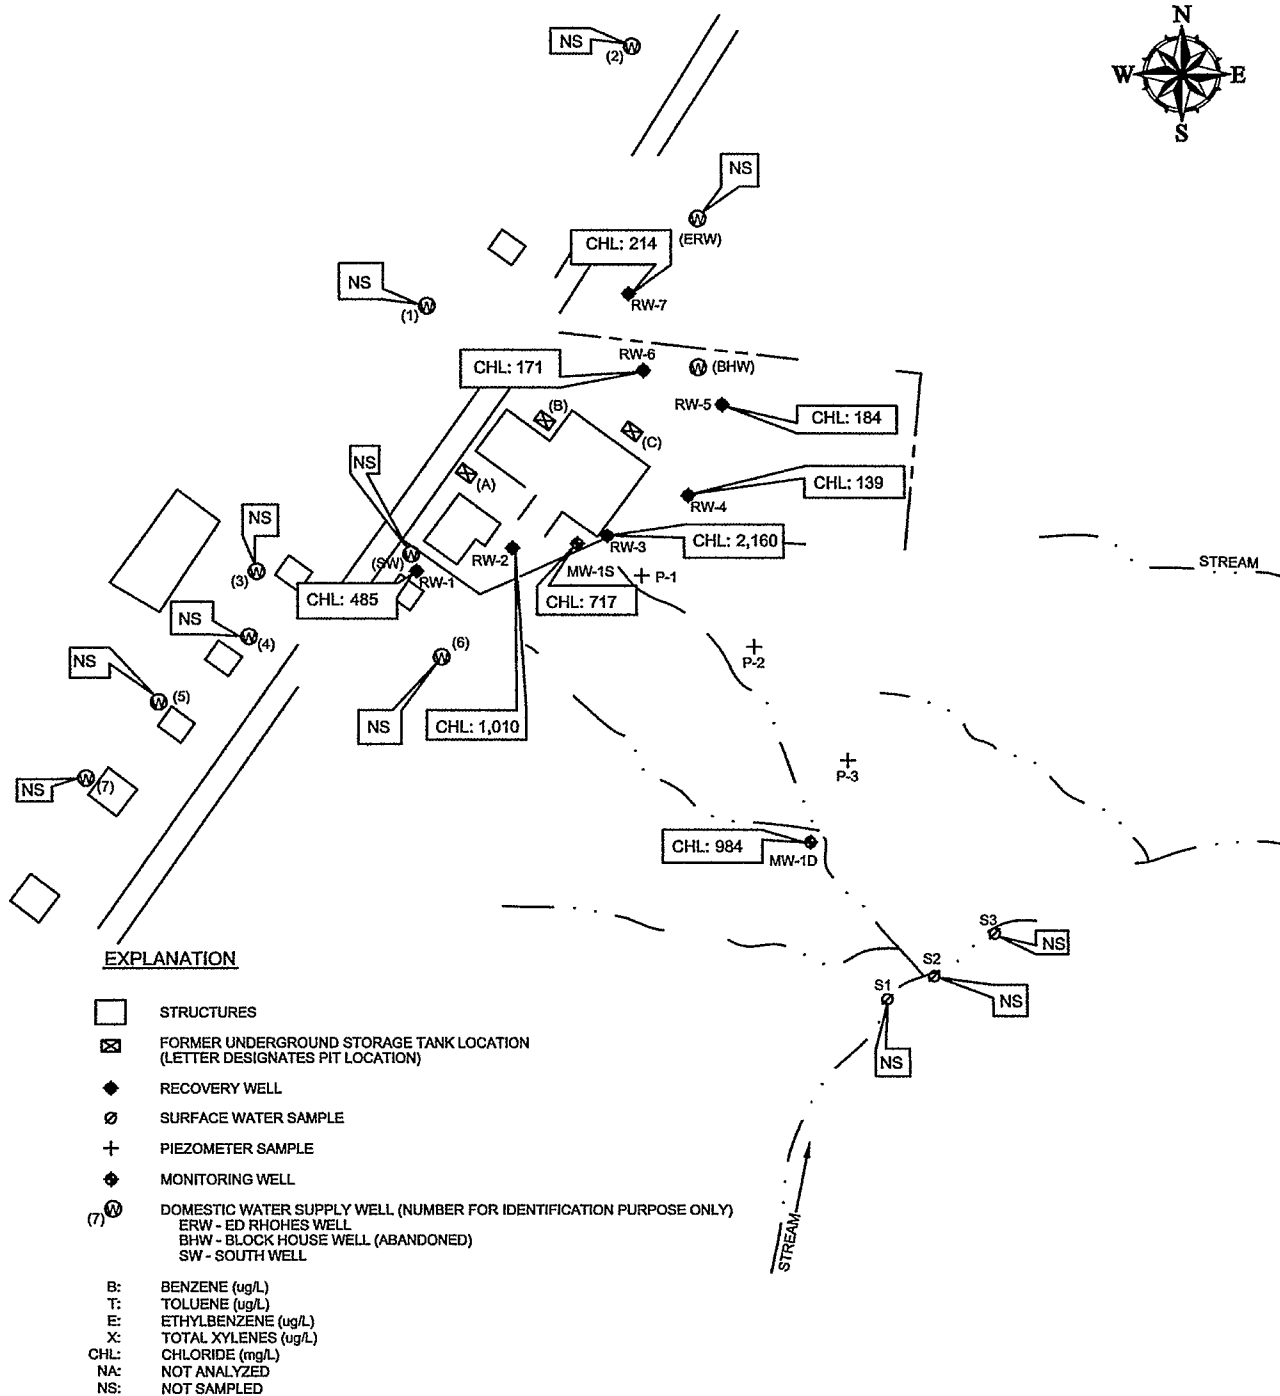 N
W
E
S
NS
(2)
NS
(ERW)
CHL: 214
RW-7
NS
(1)
RW-6
CHL: 171
(BHW)
RW-5
CHL: 184
(B)
(C)
NS
(A)
CHL: 139
RW-4
NS
(3)
(SW)
RW-1
RW-2
RW-3
CHL: 2,160
MW-1S
P-1
STREAM
CHL: 485
CHL: 717
NS
(4)
(6)
P-2
NS
(5)
NS
CHL: 1,010
NS
(7)
P-3
CHL: 984
MW-1D
S3
NS
S2
NS
S1
NS
STREAM
EXPLANATION
STRUCTURES
FORMER UNDERGROUND STORAGE TANK LOCATION
(LETTER DESIGNATES PIT LOCATION)
RECOVERY WELL
SURFACE WATER SAMPLE
PIEZOMETER SAMPLE
MONITORING WELL
(7) W DOMESTIC WATER SUPPLY WELL (NUMBER FOR IDENTIFICATION PURPOSE ONLY)
ERW - ED RHOHES WELL
BHW - BLOCK HOUSE WELL (ABANDONED)
SW - SOUTH WELL
B: BENZENE (ug/L)
T: TOLUENE (ug/L)
E: ETHYLBENZENE (ug/L)
X: TOTAL XYLENES (ug/L)
CHL: CHLORIDE (mg/L)
NA: NOT ANALYZED
NS: NOT SAMPLED